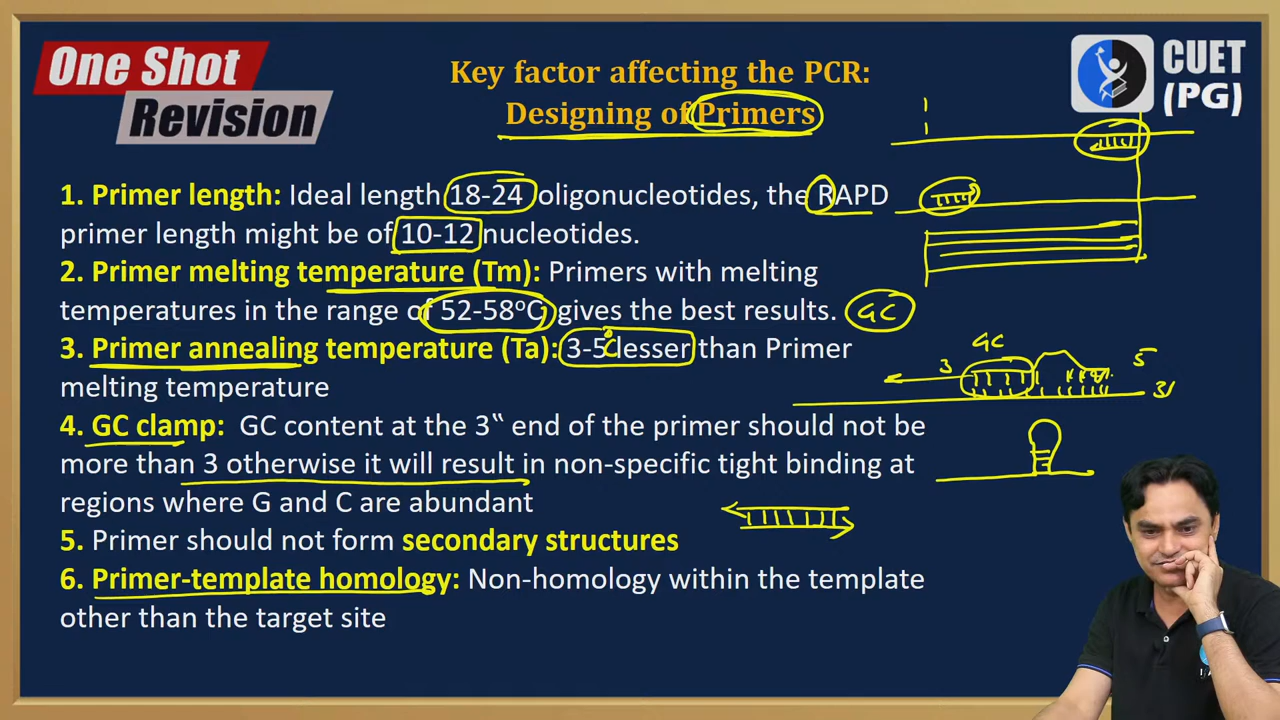 One Shot
Revision
Key factor affecting the PCR:
Designing of Primers
CUET
(PG)
1. Primer length: Ideal length 18-24 oligonucleotides, the RAPD
primer length might be of 10-12 nucleotides.
2. Primer melting temperature (Tm): Primers with melting
temperatures in the range of 52-58ºC gives the best results.
GC
3. Primer annealing temperature (Ta): 3-5°C lesser than Primer
melting temperature
GC
3
5
3'
4. GC clamp: GC content at the 3‟ end of the primer should not be
more than 3 otherwise it will result in non-specific tight binding at
regions where G and C are abundant
5. Primer should not form secondary structures
6. Primer-template homology: Non-homology within the template
other than the target site